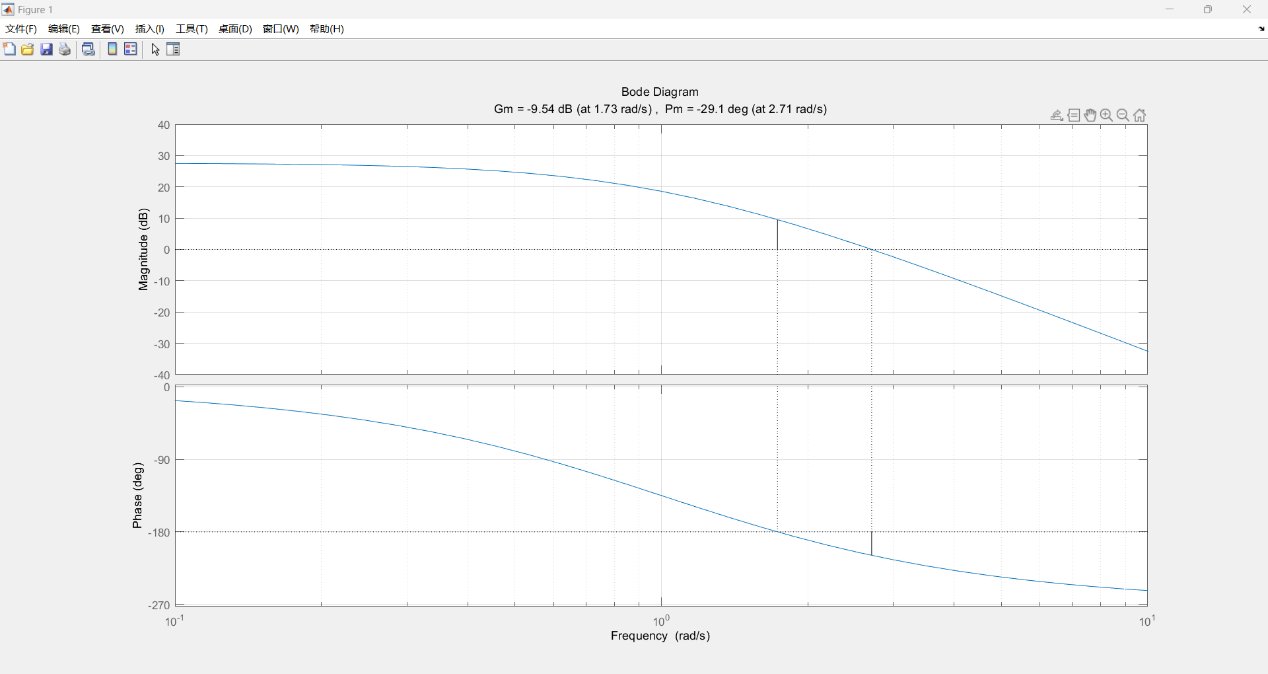 Figure 1
文件(F) 编辑(E) 查看(V) 插入(I) 工具(T) 桌面(D) 窗口(W) 帮助(H)
Bode Diagram
Gm = -9.54 dB (at 1.73 rad/s) , Pm = -29.1 deg (at 2.71 rad/s)
40
30
20
10
0
-10
-20
-30
-40
Magnitude (dB)
0
-90
-180
-270
Phase (deg)
10^-1 10^0 10^1
Frequency (rad/s)